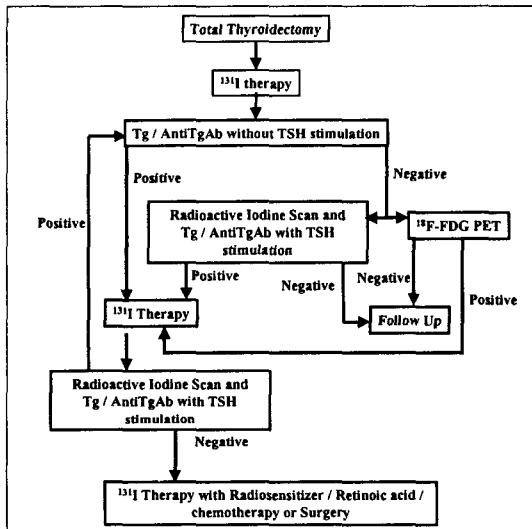 Total Thyroidectomy
¹³¹I therapy
Tg / AntiTgAb without TSH stimulation
Positive
Negative
Positive
Radioactive Iodine Scan and
Tg / AntiTgAb with TSH
stimulation
¹⁸F-FDG PET
Positive
Negative
Negative
Positive
¹³¹I Therapy
Follow Up
Radioactive Iodine Scan and
Tg / AntiTgAb with TSH
stimulation
Negative
¹³¹I Therapy with Radiosensitizer / Retinoic acid /
chemotherapy or Surgery